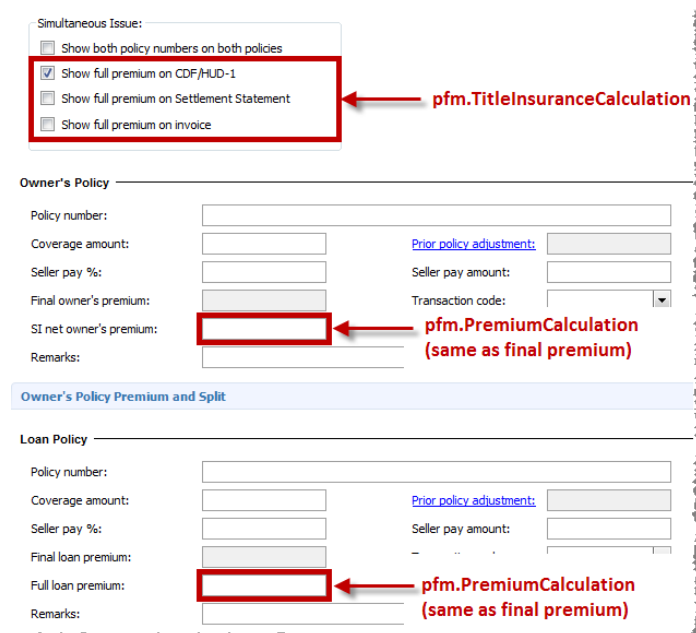 Simultaneous Issue:
Show both policy numbers on both policies
Show full premium on CDF/HUD-1
Show full premium on Settlement Statement
Show full premium on invoice
pfm.TitleInsuranceCalculation
Owner's Policy
Policy number:
Coverage amount:
Prior policy adjustment:
Seller pay %:
Seller pay amount:
Final owner's premium:
Transaction code:
SI net owner's premium:
pfm.PremiumCalculation
(same as final premium)
Remarks:
Owner's Policy Premium and Split
Loan Policy
Policy number:
Coverage amount:
Prior policy adjustment:
Seller pay %:
Seller pay amount:
Final loan premium:
Full loan premium:
pfm.PremiumCalculation
(same as final premium)
Remarks: